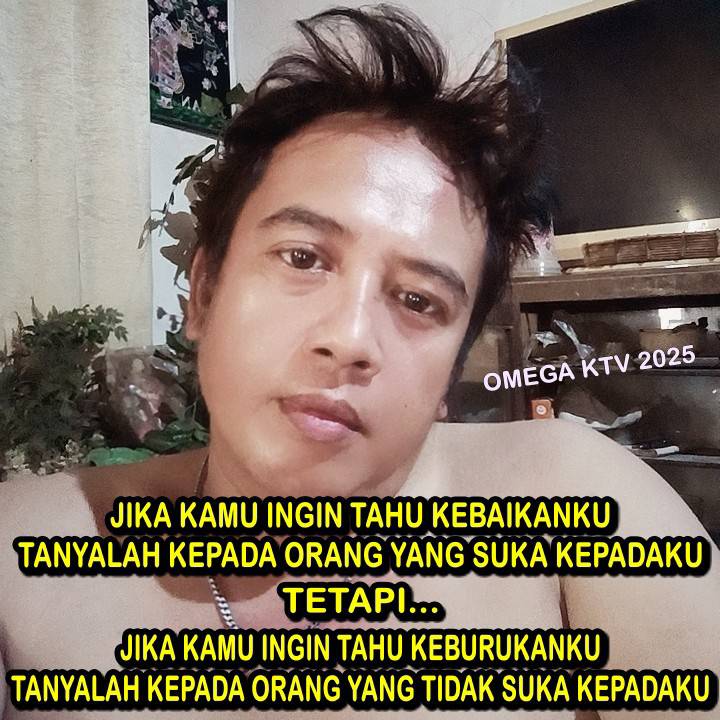 OMEGA KTV 2025
JIKA KAMU INGIN TAHU KEBAIKANKU
TANYALAH KEPADA ORANG YANG SUKA KEPADAKU
TETAPI...
JIKA KAMU INGIN TAHU KEBURUKANKU
TANYALAH KEPADA ORANG YANG TIDAK SUKA KEPADAKU